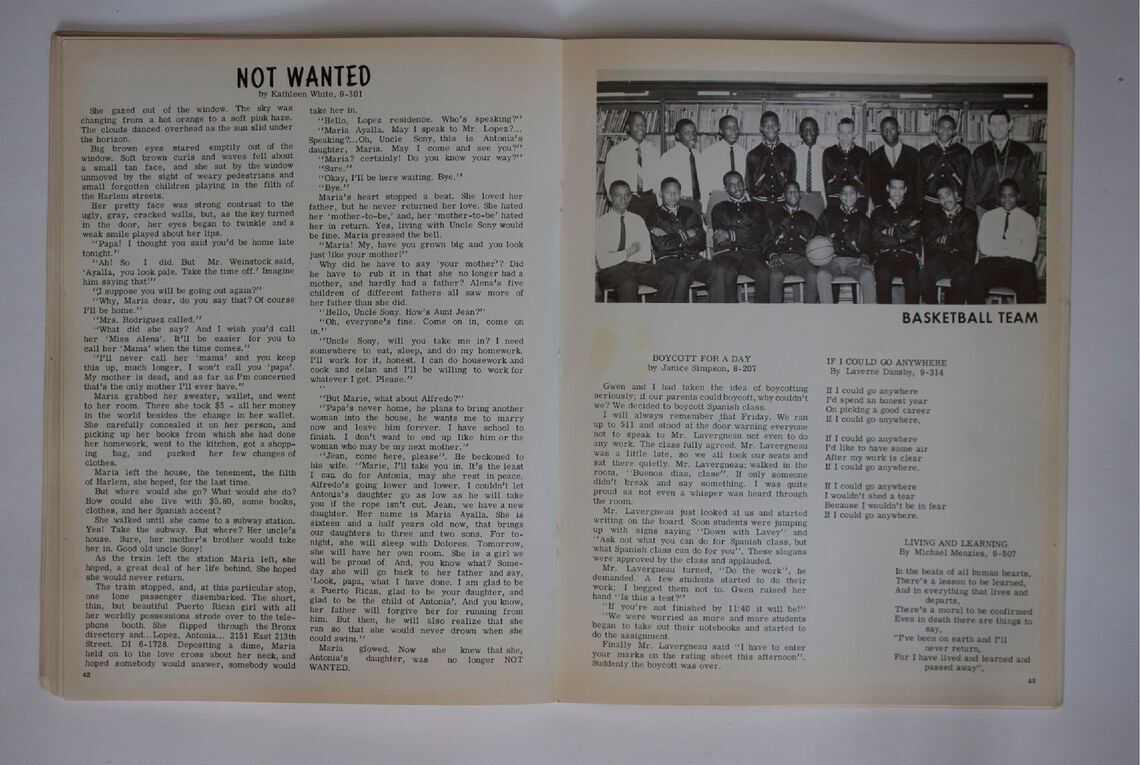 NOT WANTED
by Kathleen White, 9-301
She gazed out of the window. The sky was
changing from a hot orange to a soft pink haze.
The clouds danced overhead as the sun slid under
the horizon.
Big brown eyes stared emptily out of the
window. Soft brown curls and waves fell about
a small tan face, and she sat by the window
unmoved by the sight of weary pedestrians and
small forgotten children playing in the filth of
the Harlem streets.
Her pretty face was strong contrast to the
ugly, gray, cracked walls, but, as the key turned
in the door, her eyes began to twinkle and a
weak smile played about her lips.
"Papa! I thought you said you'd be home late
tonight."
"Ah! So I did. But Mr. Weinstock said,
'Ayalla, you look pale. Take the time off.' Imagine
him saying that!"
"I suppose you will be going out again?"
"Why, Maria dear, do you say that? Of course
I'll be home."
"Mrs. Rodriguez called."
"What did she say? And I wish you'd call
her 'Miss Alena'. It'll be easier for you to
call her 'Mama' when the time comes."
"I'll never call her 'mama' and you keep
this up, much longer, I won't call you 'papa'.
My mother is dead, and as far as I'm concerned
that's the only mother I'll ever have."
Maria grabbed her sweater, wallet, and went
to her room. There she took $5 - all her money
in the world besides the change in her wallet.
She carefully concealed it on her person, and
picking up her books from which she had done
her homework, went to the kitchen, got a shopp-
ing bag, and packed her few changes of
clothes.
Maria left the house, the tenement, the filth
of Harlem, she hoped, for the last time.
But where would she go? What would she do?
How could she live with $5.80, some books,
clothes, and her Spanish accent?
She walked until she came to a subway station.
Yes! Take the subway. But where? Her uncle's
house. Sure, her mother's brother would take
her in. Good old uncle Sony!
As the train left the station Maria left, she
hoped, a great deal of her life behind. She hoped
she would never return.
The train stopped, and, at this particular stop,
one lone passenger disembarked. The short,
thin, but beautiful Puerto Rican girl with all
her worldly possessions strode over to the tele-
phone booth. She flipped through the Bronx
directory and...Lopez, Antonia... 2151 East 213th
Street. DI 6-1728. Depositing a dime, Maria
held on to the love cross about her neck, and
hoped somebody would answer, somebody would
42
take her in.
"Hello, Lopez residence. Who's speaking?"
"Maria Ayalla. May I speak to Mr. Lopez?...
Speaking?...Oh, Uncle Sony, this is Antonia's
daughter, Maria. May I come and see you?"
"Maria? certainly! Do you know your way?"
"Sure."
"Okay, I'll be here waiting. Bye."
"Bye."
Maria's heart stopped a beat. She loved her
father, but he never returned her love. She hated
her 'mother-to-be,' and, her 'mother-to-be' hated
her in return. Yes, living with Uncle Sony would
be fine. Maria pressed the bell.
"Maria! My, have you grown big and you look
just like your mother!"
Why did he have to say 'your mother'? Did
he have to rub it in that she no longer had a
mother, and hardly had a father? Alena's five
children of different fathers all saw more of
her father than she did.
"Hello, Uncle Sony. How's Aunt Jean?"
"Oh, everyone's fine. Come on in, come on
in."
"Uncle Sony, will you take me in? I need
somewhere to eat, sleep, and do my homework.
I'll work for it, honest. I can do housework and
cook and celan and I'll be willing to work for
whatever I get. Please."
"
"But Marie, what about Alfredo?"
"Papa's never home, he plans to bring another
woman into the house, he wants me to marry
now and leave him forever. I have school to
finish. I don't want to end up like him or the
woman who may be my next mother."
"Jean, come here, please". He beckoned to
his wife. "Marie, I'll take you in. It's the least
I can do for Antonia, may she rest in peace.
Alfredo's going lower and lower. I couldn't let
Antonia's daughter go as low as he will take
you if the rope isn't cut. Jean, we have a new
daughter. Her name is Maria Ayalla. She is
sixteen and a half years old now, that brings
our daughters to three and two sons. For to-
night, she will sleep with Dolores. Tomorrow,
she will have her own room. She is a girl we
will be proud of. And, you know what? Some-
day she will go back to her father and say,
'Look, papa, what I have done. I am glad to be
a Puerto Rican, glad to be your daughter, and
glad to be the child of Antonia'. And you know,
her father will forgive her for running from
him. But then, he will also realize that she
ran so that she would never drown when she
could swim."
Maria glowed. Now she knew that she,
Antonia's daughter, was no longer NOT
WANTED.
BASKETBALL TEAM
BOYCOTT FOR A DAY
by Janice Simpson, 8-207
Gwen and I had taken the idea of boycotting
seriously; if our parents could boycott, why couldn't
we? We decided to boycott Spanish class.
I will always remember that Friday. We ran
up to 511 and stood at the door warning everyone
not to speak to Mr. Lavergneau not even to do
any work. The class fully agreed. Mr. Lavergneau
was a little late, so we all took our seats and
sat there quietly. Mr. Lavergneau; walked in the
room, "Buenos dias, clase". If only someone
didn't break and say something. I was quite
proud as not even a whisper was heard through
the room.
Mr. Lavergneau just looked at us and started
writing on the board. Soon students were jumping
up with signs saying "Down with Lavey" and
"Ask not what you can do for Spanish class, but
what Spanish class can do for you". These slogans
were approved by the class and applauded.
Mr. Lavergneau turned, "Do the work", he
demanded. A few students started to do their
work; I begged them not to. Gwen raised her
hand "Is this a test?"
"If you're not finished by 11:40 it will be!"
"We were worried as more and more students
began to take out their notebooks and started to
do the assignment.
Finally Mr. Lavergneau said "I have to enter
your marks on the rating sheet this afternoon".
Suddenly the boycott was over.
IF I COULD GO ANYWHERE
By Laverne Dansby, 9-314
If I could go anywhere
I'd spend an honest year
On picking a good career
If I could go anywhere.
If I could go anywhere
I'd like to have some air
After my work is clear
If I could go anywhere.
If I could go anywhere
I wouldn't shed a tear
Because I wouldn't be in fear
If I could go anywhere.
LIVING AND LEARNING
By Michael Menzies, 9-507
In the beats of all human hearts,
There's a lesson to be learned,
And in everything that lives and
departs,
There's a moral to be confirmed
Even in death there are things to
say,
"I've been on earth and I'll
never return,
For I have lived and learned and
passed away".
43